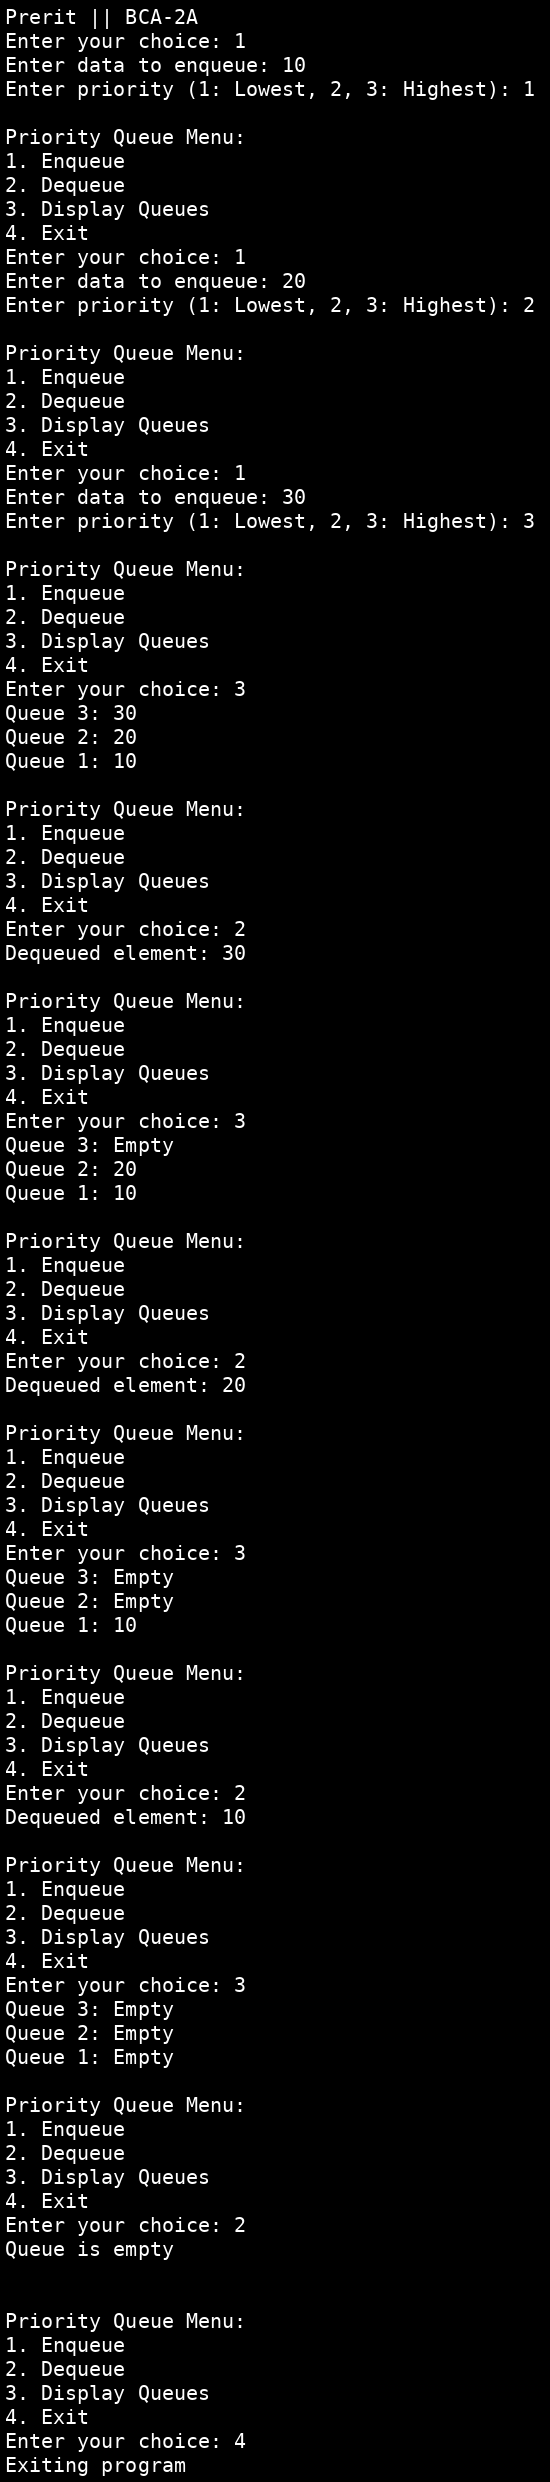 Prerit || BCA-2A
Enter your choice: 1
Enter data to enqueue: 10
Enter priority (1: Lowest, 2, 3: Highest): 1

Priority Queue Menu:
1. Enqueue
2. Dequeue
3. Display Queues
4. Exit
Enter your choice: 1
Enter data to enqueue: 20
Enter priority (1: Lowest, 2, 3: Highest): 2

Priority Queue Menu:
1. Enqueue
2. Dequeue
3. Display Queues
4. Exit
Enter your choice: 1
Enter data to enqueue: 30
Enter priority (1: Lowest, 2, 3: Highest): 3

Priority Queue Menu:
1. Enqueue
2. Dequeue
3. Display Queues
4. Exit
Enter your choice: 3
Queue 3: 30
Queue 2: 20
Queue 1: 10

Priority Queue Menu:
1. Enqueue
2. Dequeue
3. Display Queues
4. Exit
Enter your choice: 2
Dequeued element: 30

Priority Queue Menu:
1. Enqueue
2. Dequeue
3. Display Queues
4. Exit
Enter your choice: 3
Queue 3: Empty
Queue 2: 20
Queue 1: 10

Priority Queue Menu:
1. Enqueue
2. Dequeue
3. Display Queues
4. Exit
Enter your choice: 2
Dequeued element: 20

Priority Queue Menu:
1. Enqueue
2. Dequeue
3. Display Queues
4. Exit
Enter your choice: 3
Queue 3: Empty
Queue 2: Empty
Queue 1: 10

Priority Queue Menu:
1. Enqueue
2. Dequeue
3. Display Queues
4. Exit
Enter your choice: 2
Dequeued element: 10

Priority Queue Menu:
1. Enqueue
2. Dequeue
3. Display Queues
4. Exit
Enter your choice: 3
Queue 3: Empty
Queue 2: Empty
Queue 1: Empty

Priority Queue Menu:
1. Enqueue
2. Dequeue
3. Display Queues
4. Exit
Enter your choice: 2
Queue is empty


Priority Queue Menu:
1. Enqueue
2. Dequeue
3. Display Queues
4. Exit
Enter your choice: 4
Exiting program